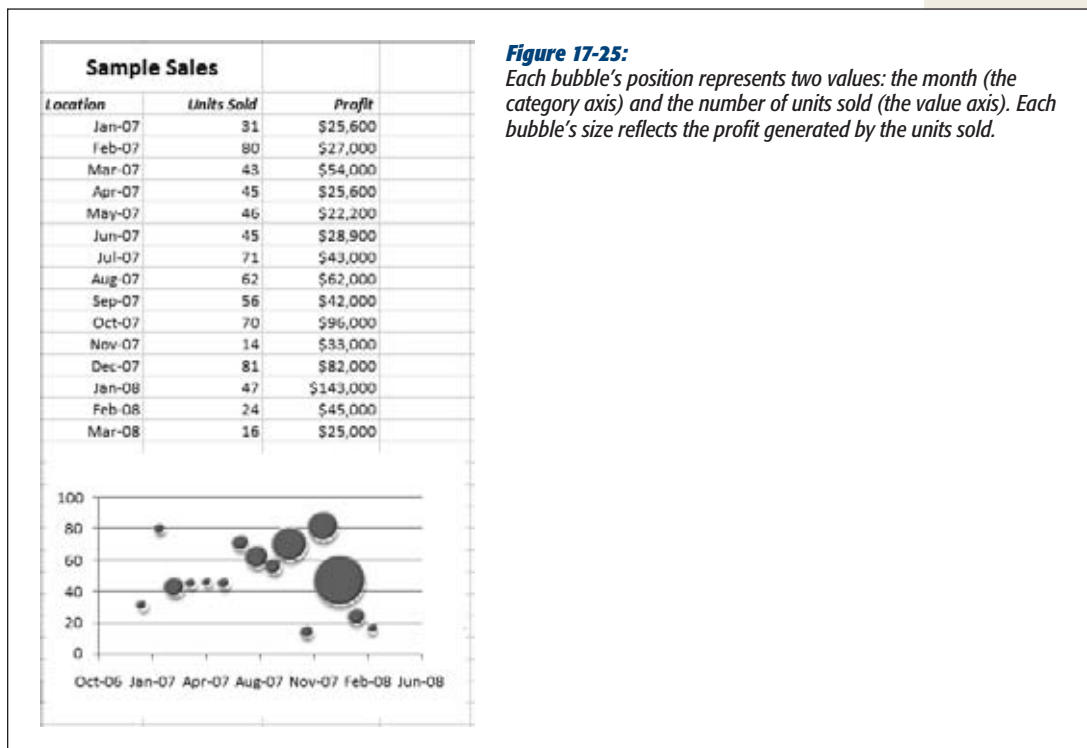 Sample Sales
Location Units Sold Profit
Jan-07 31 $25,600
Feb-07 80 $27,000
Mar-07 43 $54,000
Apr-07 45 $25,600
May-07 46 $22,200
Jun-07 45 $28,900
Jul-07 71 $43,000
Aug-07 62 $62,000
Sep-07 56 $42,000
Oct-07 70 $96,000
Nov-07 14 $33,000
Dec-07 81 $82,000
Jan-08 47 $143,000
Feb-08 24 $45,000
Mar-08 16 $25,000
100
80
60
40
20
0
Oct-06 Jan-07 Apr-07 Aug-07 Nov-07 Feb-08 Jun-08
Figure 17-25:
Each bubble's position represents two values: the month (the
category axis) and the number of units sold (the value axis). Each
bubble's size reflects the profit generated by the units sold.